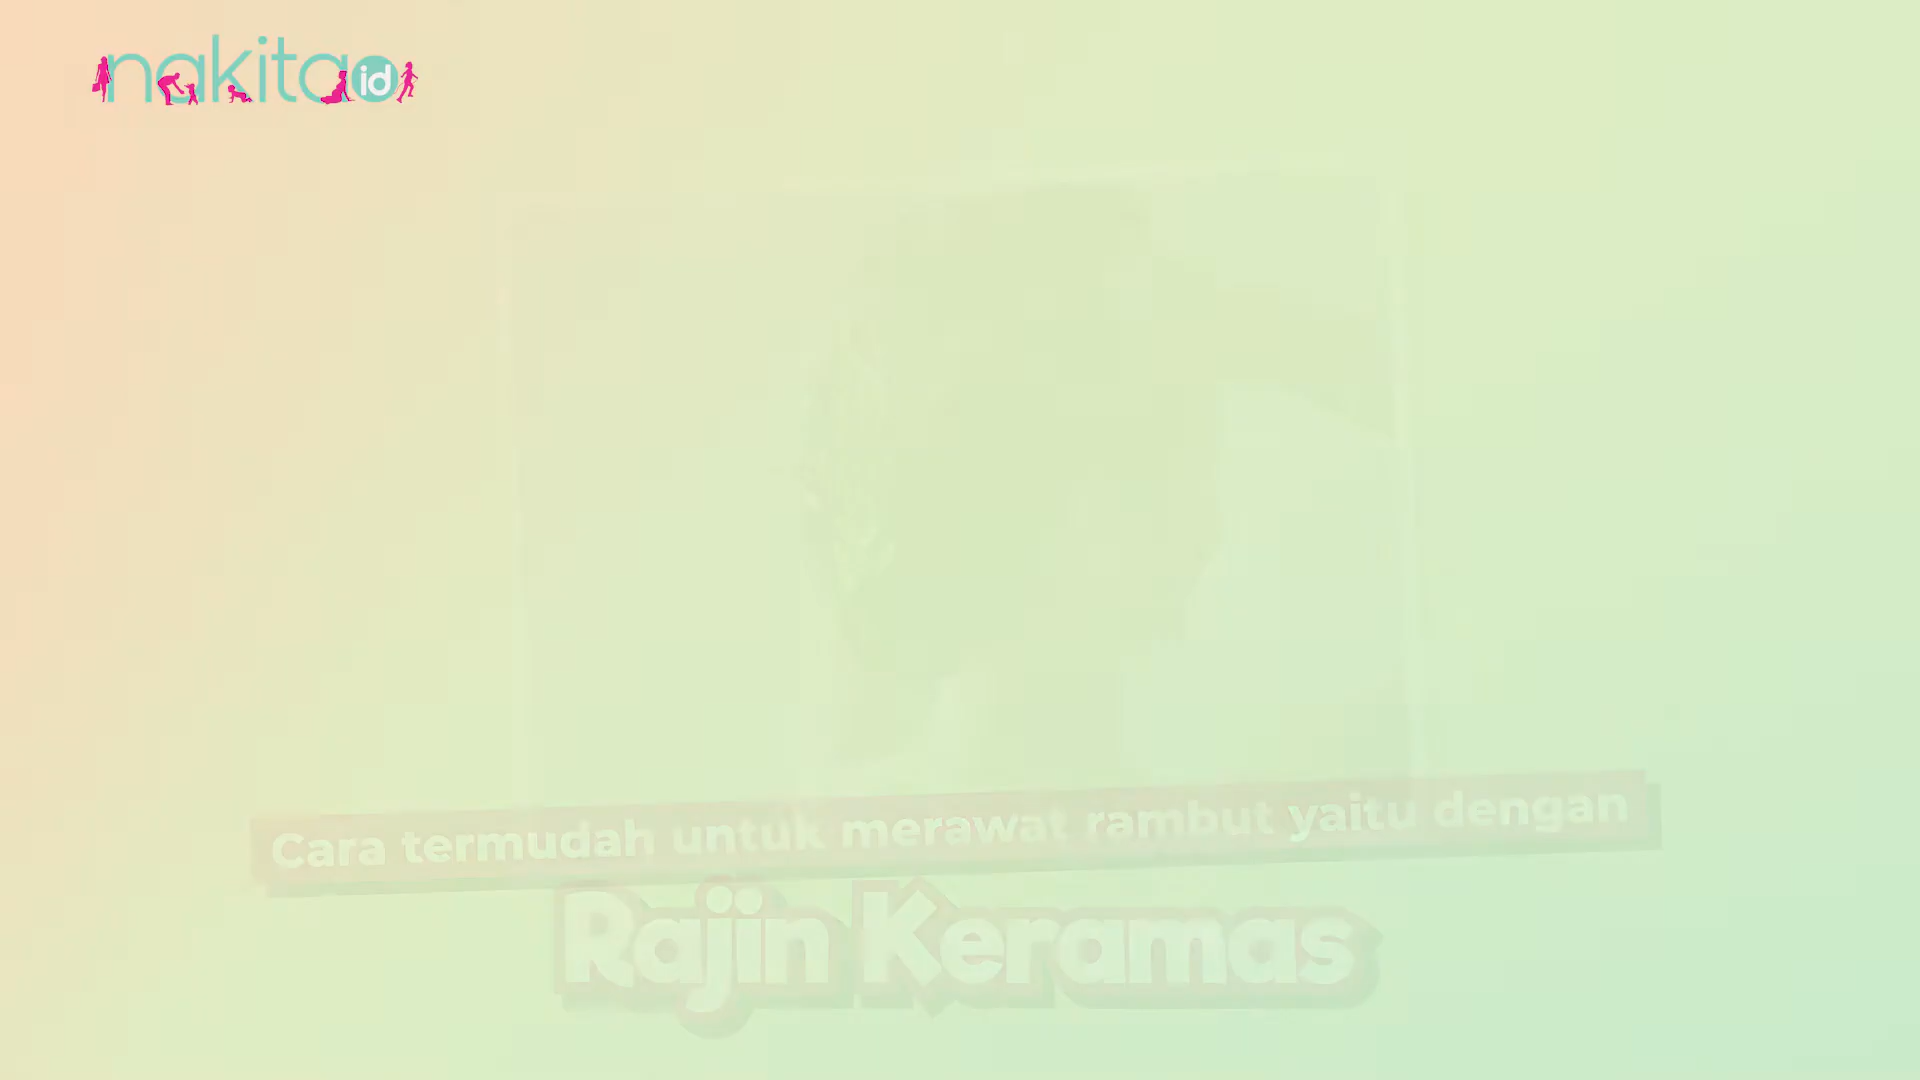 nakita id
Cara termudah untuk merawat rambut yaitu dengan
Rajin Keramas